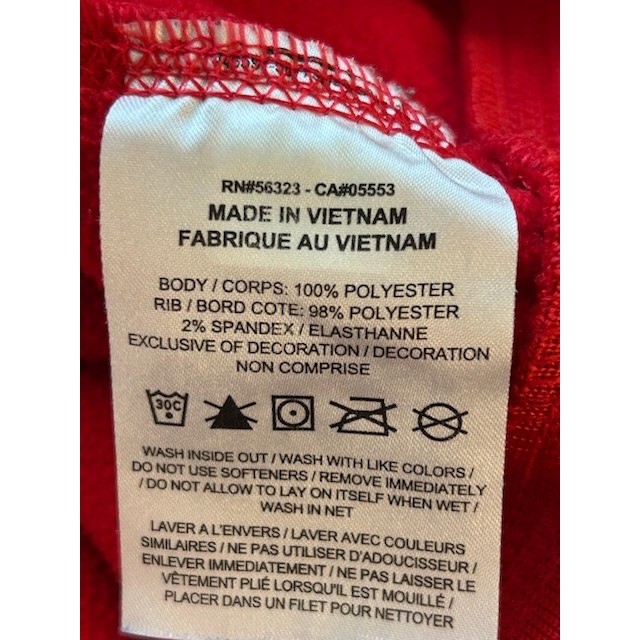 RN#56323 - CA#05553
MADE IN VIETNAM
FABRIQUE AU VIETNAM
BODY / CORPS: 100% POLYESTER
RIB / BORD COTE: 98% POLYESTER
2% SPANDEX / ELASTHANNE
EXCLUSIVE OF DECORATION / DECORATION
NON COMPRISE
30C
WASH INSIDE OUT / WASH WITH LIKE COLORS /
DO NOT USE SOFTENERS / REMOVE IMMEDIATELY
/ DO NOT ALLOW TO LAY ON ITSELF WHEN WET /
WASH IN NET
LAVER A L'ENVERS / LAVER AVEC COULEURS
SIMILAIRES / NE PAS UTILISER D'ADOUCISSEUR /
ENLEVER IMMEDIATEMENT / NE PAS LAISSER LE
VÊTEMENT PLIÉ LORSQU'IL EST MOUILLÉ /
PLACER DANS UN FILET POUR NETTOYER